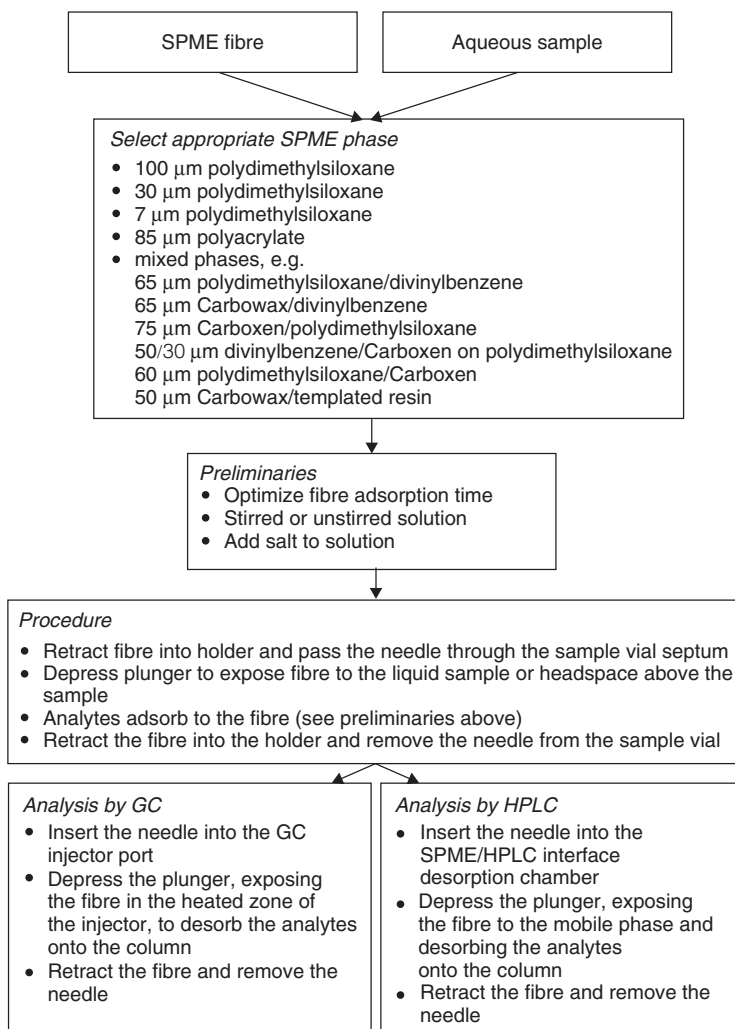 SPME fibre
Aqueous sample
Select appropriate SPME phase
• 100 μm polydimethylsiloxane
• 30 μm polydimethylsiloxane
• 7 μm polydimethylsiloxane
• 85 μm polyacrylate
• mixed phases, e.g.
65 μm polydimethylsiloxane/divinylbenzene
65 μm Carbowax/divinylbenzene
75 μm Carboxen/polydimethylsiloxane
50/30 μm divinylbenzene/Carboxen on polydimethylsiloxane
60 μm polydimethylsiloxane/Carboxen
50 μm Carbowax/templated resin
Preliminaries
• Optimize fibre adsorption time
• Stirred or unstirred solution
• Add salt to solution
Procedure
• Retract fibre into holder and pass the needle through the sample vial septum
• Depress plunger to expose fibre to the liquid sample or headspace above the
sample
• Analytes adsorb to the fibre (see preliminaries above)
• Retract the fibre into the holder and remove the needle from the sample vial
Analysis by GC
• Insert the needle into the GC
injector port
• Depress the plunger, exposing
the fibre in the heated zone of
the injector, to desorb the analytes
onto the column
• Retract the fibre and remove the
needle
Analysis by HPLC
• Insert the needle into the
SPME/HPLC interface
desorption chamber
• Depress the plunger, exposing
the fibre to the mobile phase and
desorbing the analytes
onto the column
• Retract the fibre and remove the
needle